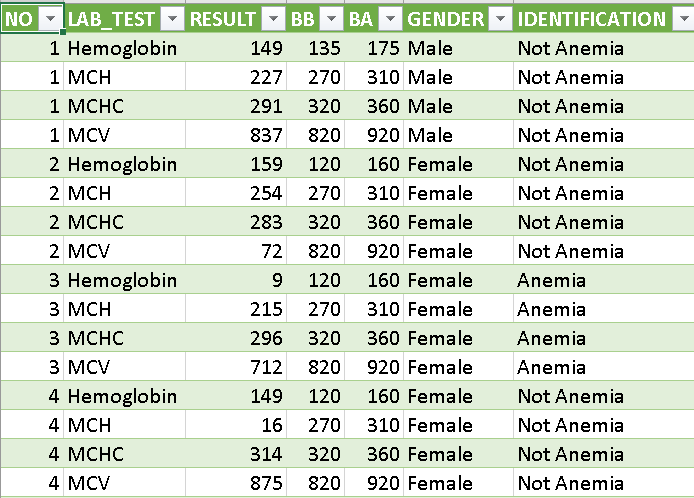 NO LAB_TEST RESULT BB BA GENDER IDENTIFICATION
1 Hemoglobin 149 135 175 Male Not Anemia
1 MCH 227 270 310 Male Not Anemia
1 MCHC 291 320 360 Male Not Anemia
1 MCV 837 820 920 Male Not Anemia
2 Hemoglobin 159 120 160 Female Not Anemia
2 MCH 254 270 310 Female Not Anemia
2 MCHC 283 320 360 Female Not Anemia
2 MCV 72 820 920 Female Not Anemia
3 Hemoglobin 9 120 160 Female Anemia
3 MCH 215 270 310 Female Anemia
3 MCHC 296 320 360 Female Anemia
3 MCV 712 820 920 Female Anemia
4 Hemoglobin 149 120 160 Female Not Anemia
4 MCH 16 270 310 Female Not Anemia
4 MCHC 314 320 360 Female Not Anemia
4 MCV 875 820 920 Female Not Anemia